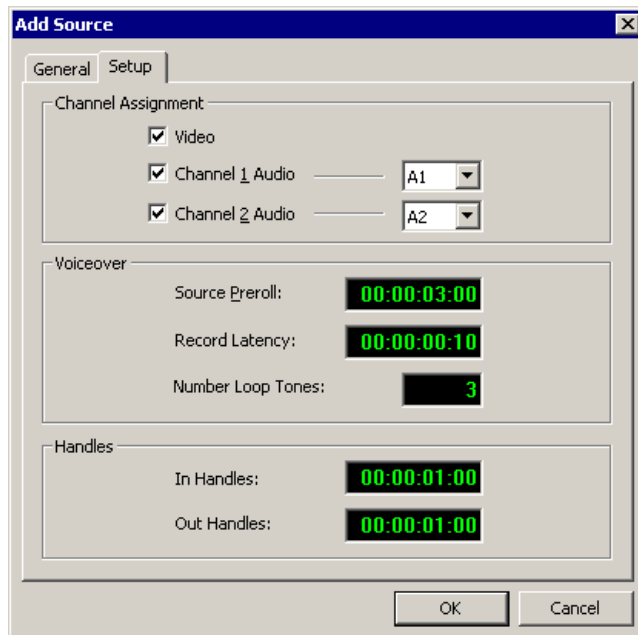 Add Source
General Setup
Channel Assignment
Video
Channel 1 Audio A1
Channel 2 Audio A2
Voiceover
Source Preroll: 00:00:03:00
Record Latency: 00:00:00:10
Number Loop Tones: 3
Handles
In Handles: 00:00:01:00
Out Handles: 00:00:01:00
OK Cancel